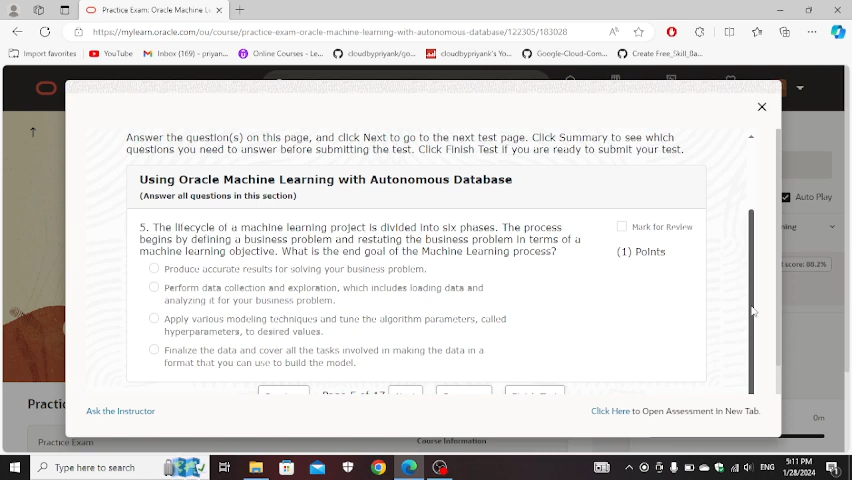 Practice Exam: Oracle Machine L
https://mylearn.oracle.com/ou/course/practice-exam-oracle-machine-learning-with-autonomous-database/122305/183028
Import favorites
YouTube
Inbox (169) – priyan...
Online Courses - Le...
cloudbypriyank/go...
cloudbypriyank's Yo...
Google-Cloud-Com...
Create Free_5kill_0a...
Answer the question(s) on this page, and click Next to go to the next test page. Click Summary to see which
questions you need to answer before submitting the test. Click Finish Test if you are ready to submit your test.
Using Oracle Machine Learning with Autonomous Database
(Answer all questions in this section)
5. The lifecycle of a machine learning project is divided into six phases. The process
begins by defining a business problem and restating the business problem in terms of a
machine learning objective. What is the end goal of the Machine Learning process?
Mark for Review
(1) Points
Produce accurate results for solving your business problem.
Perform data collection and exploration, which includes loading data and
analyzing it for your business problem.
Apply various modeling techniques and tune the algorithm parameters, called
hyperparameters, to desired values.
Finalize the data and cover all the tasks involved in making the data in a
format that you can use to build the model.
Page 5 of 17
Auto Play
ning
t score: 88.2%
Ask the Instructor
Click Here to Open Assessment In New Tab.
Practic
0m
Practice Exam
Course Information
Type here to search
ENG
5:11 PM
1/28/2024